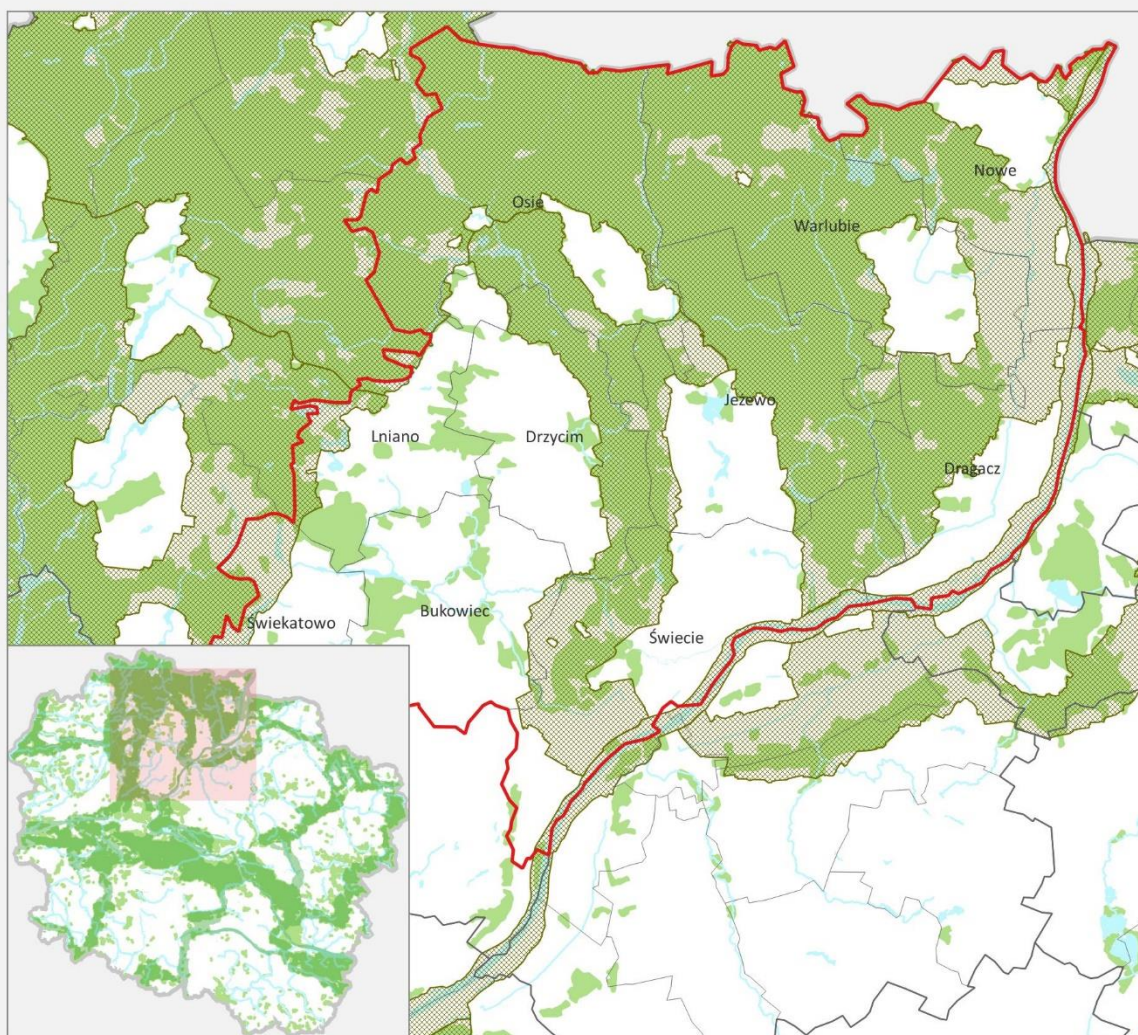 Nowe
Osie
Warlubie
Jeżewo
Lniano
Drzycim
Dragacz
Bukowiec
Świekatowo
Świecie